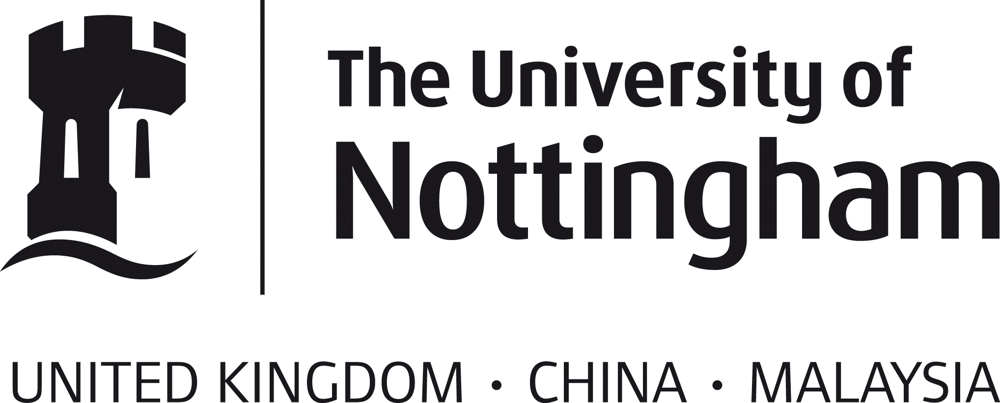 The University of
Nottingham
UNITED KINGDOM · CHINA · MALAYSIA